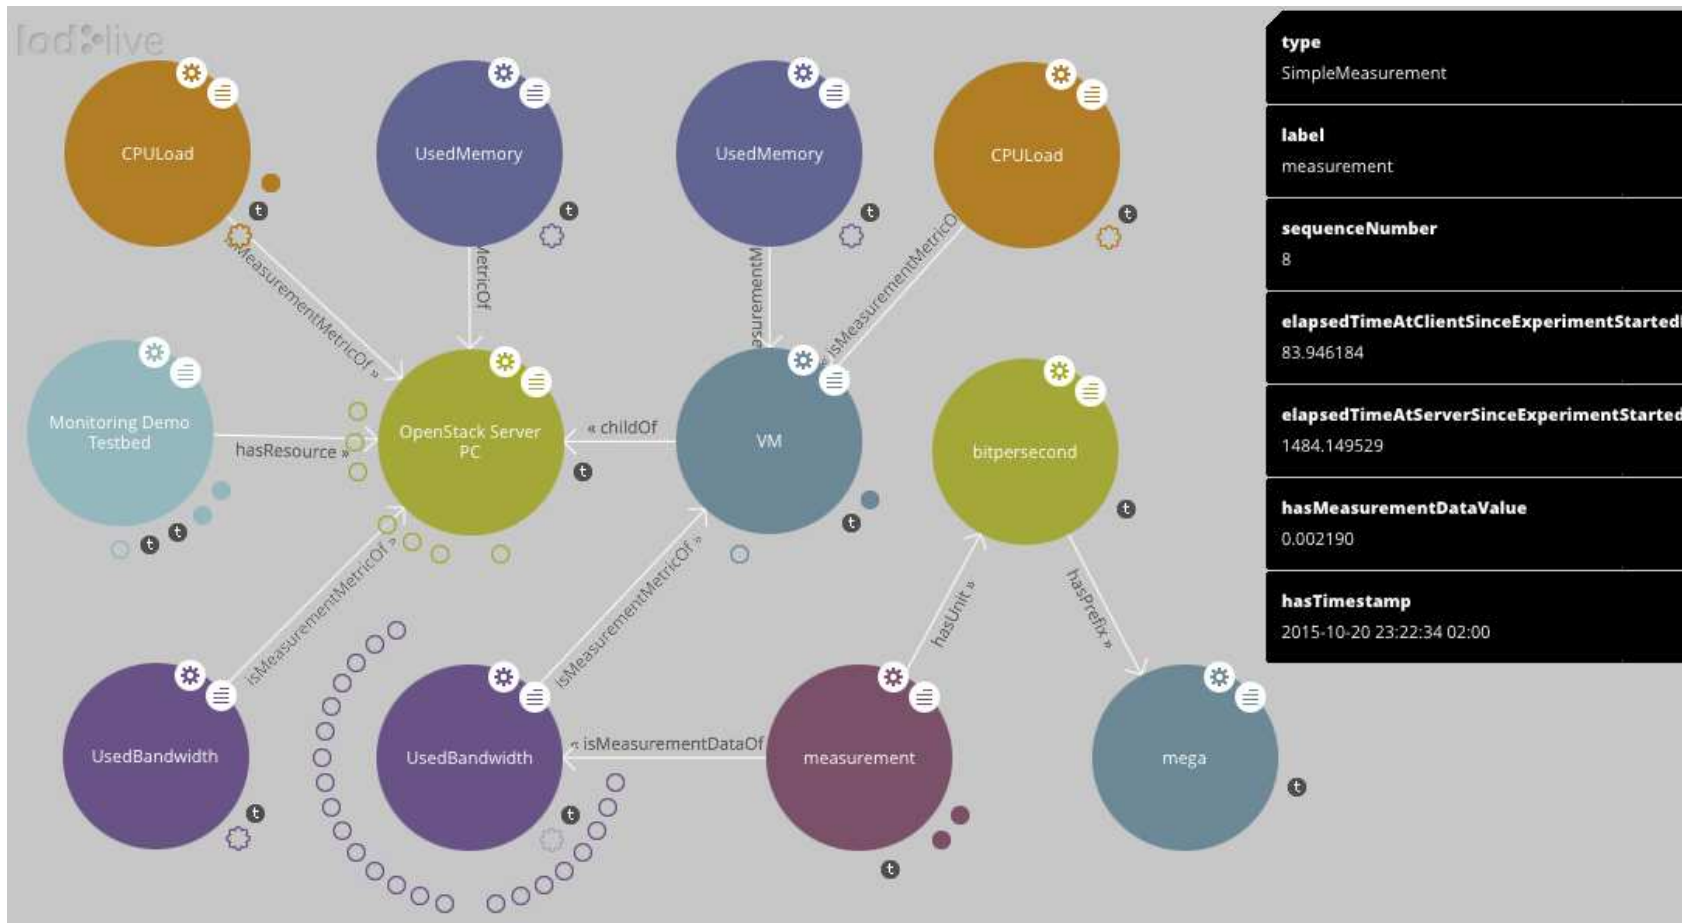 lod live
CPULoad
UsedMemory
UsedMemory
CPULoad
isMeasurementMetricOf »
MetricOf
asurementM
« isMeasurementMetricO
Monitoring Demo
Testbed
hasResource »
OpenStack Server
PC
« childOf
VM
bitpersecond
isMeasurementMetricOf »
isMeasurementMetricOf »
hasUnit »
hasPrefix »
UsedBandwidth
UsedBandwidth
« isMeasurementDataOf
measurement
mega
t
t
t
t
t
t
t
t
t
t
t
t
t
type
SimpleMeasurement
label
measurement
sequenceNumber
8
elapsedTimeAtClientSinceExperimentStarted
83.946184
elapsedTimeAtServerSinceExperimentStarted
1484.149529
hasMeasurementDataValue
0.002190
hasTimestamp
2015-10-20 23:22:34 02:00